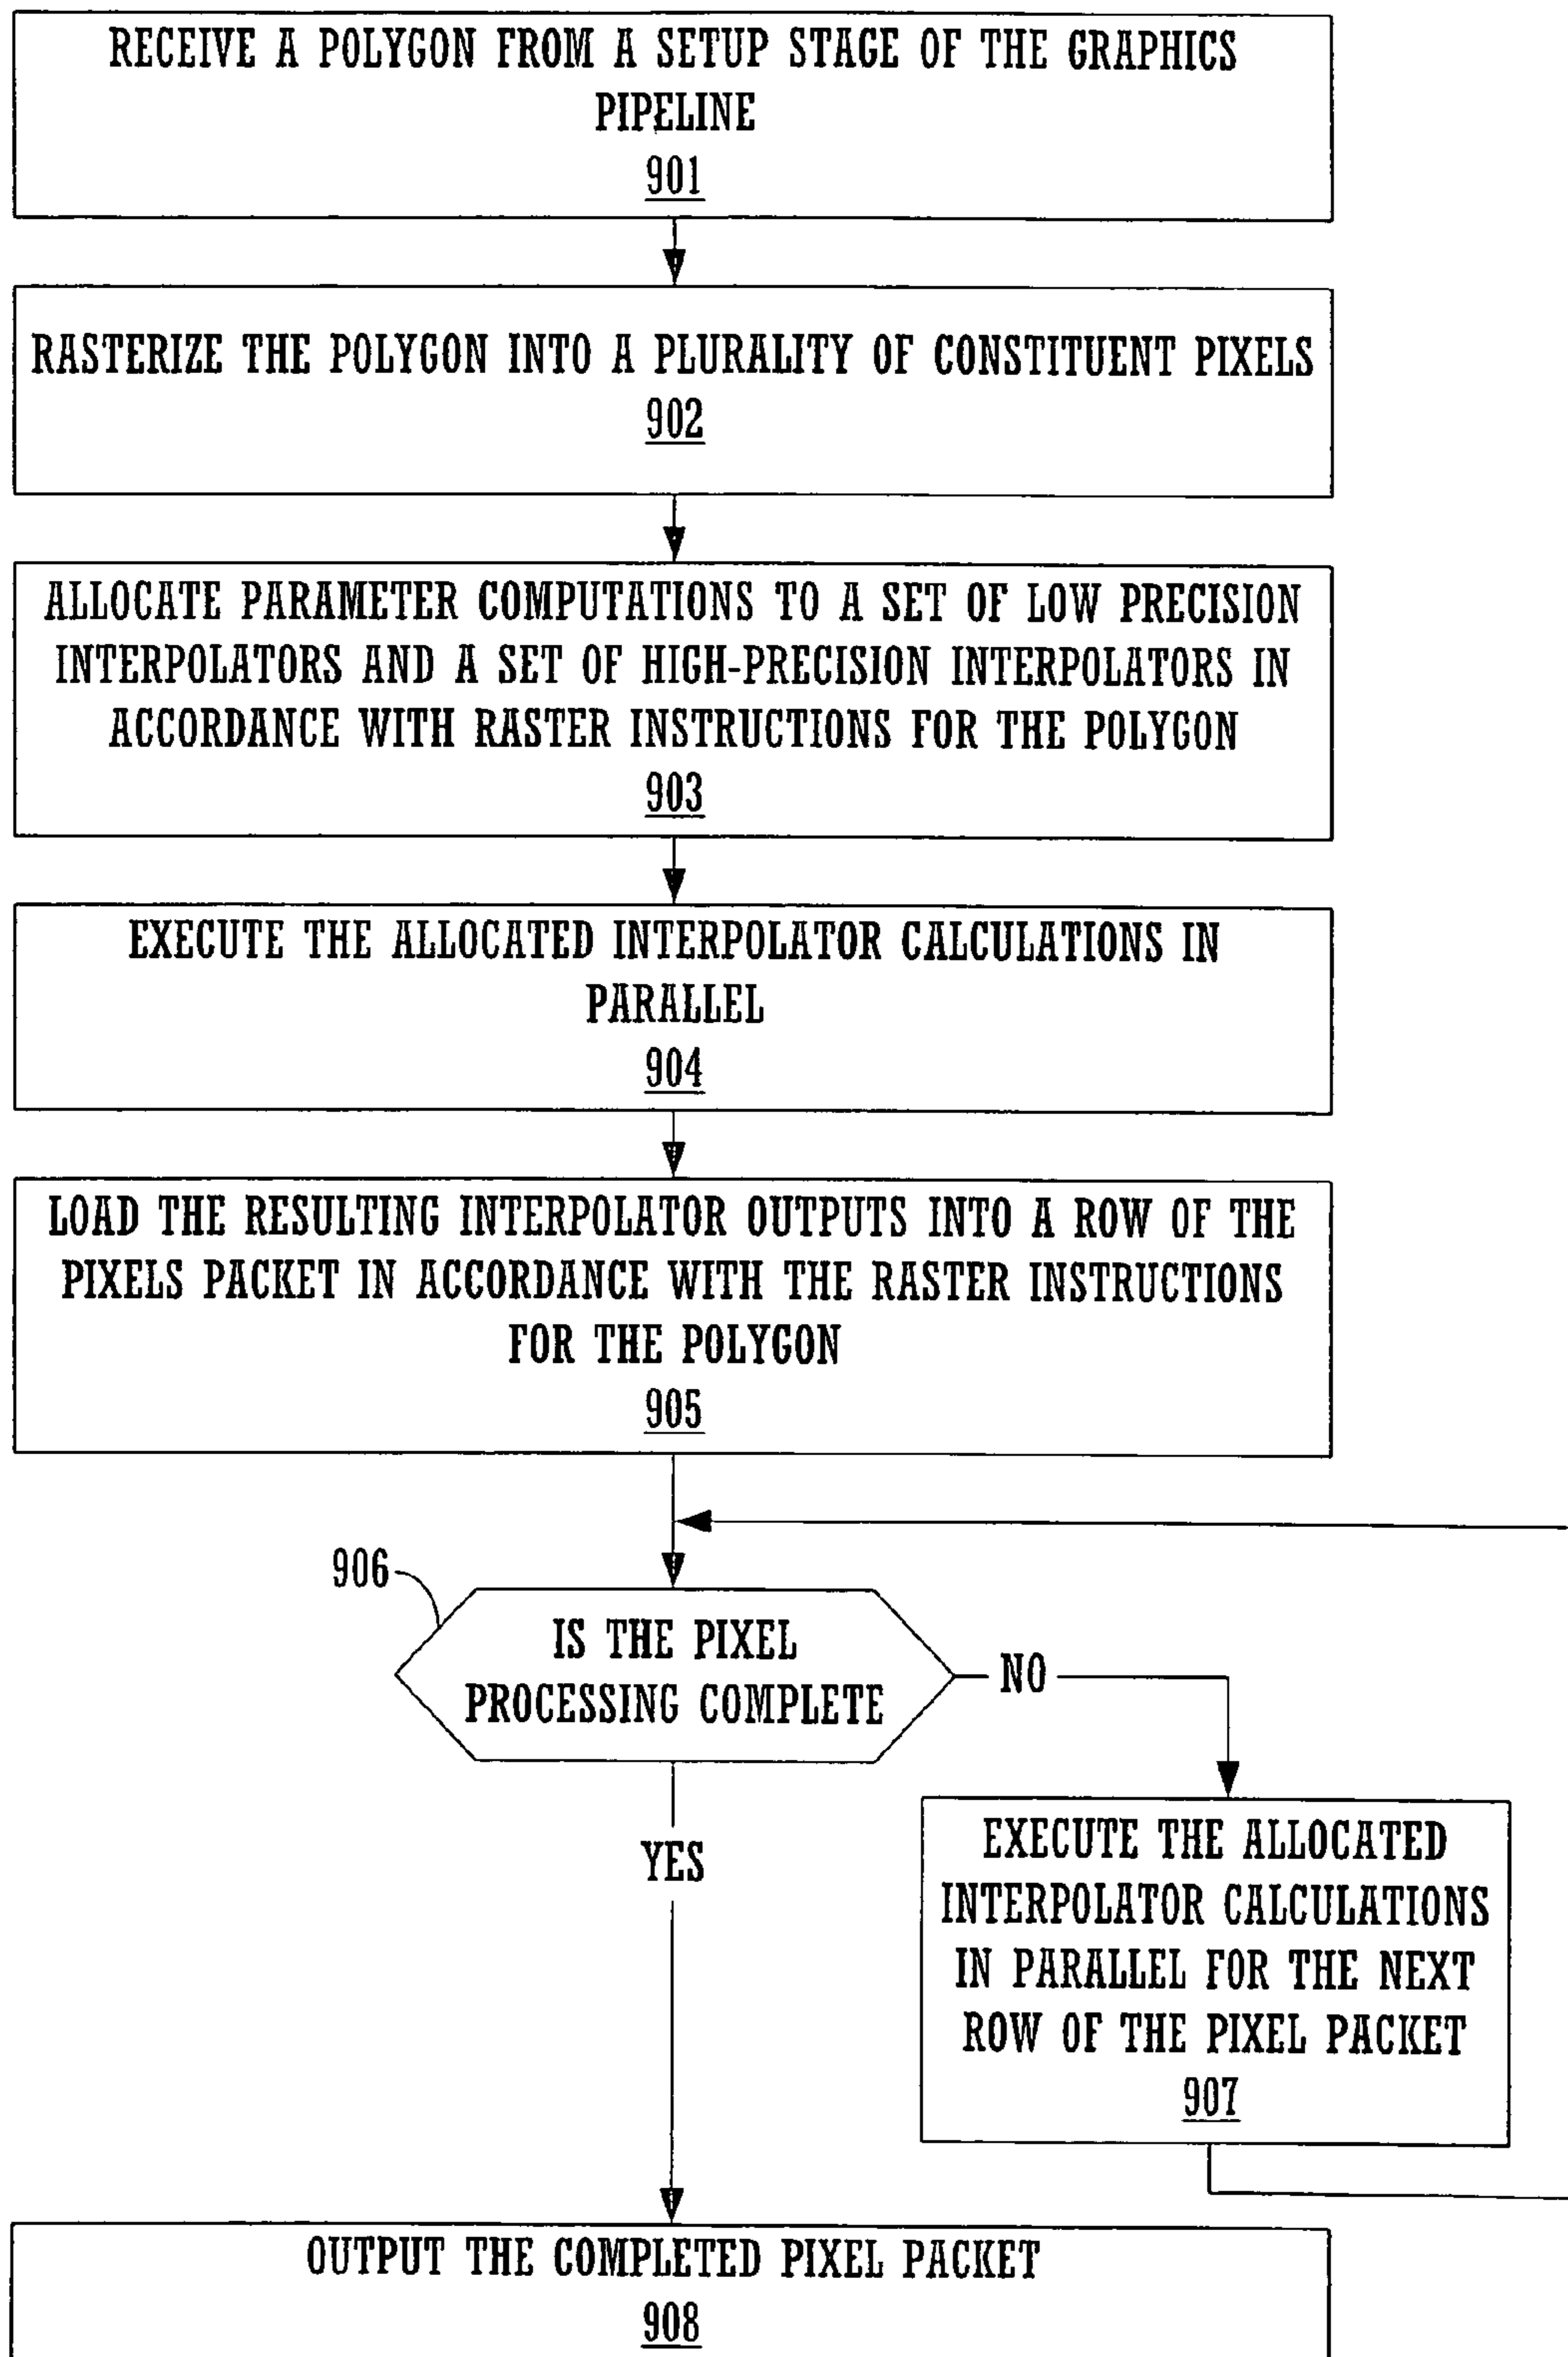 RECEIVE A POLYGON FROM A SETUP STAGE OF THE GRAPHICS
PIPELINE
901
RASTERIZE THE POLYGON INTO A PLURALITY OF CONSTITUENT PIXELS
902
ALLOCATE PARAMETER COMPUTATIONS TO A SET OF LOW PRECISION
INTERPOLATORS AND A SET OF HIGH-PRECISION INTERPOLATORS IN
ACCORDANCE WITH RASTER INSTRUCTIONS FOR THE POLYGON
903
EXECUTE THE ALLOCATED INTERPOLATOR CALCULATIONS IN
PARALLEL
904
LOAD THE RESULTING INTERPOLATOR OUTPUTS INTO A ROW OF THE
PIXELS PACKET IN ACCORDANCE WITH THE RASTER INSTRUCTIONS
FOR THE POLYGON
905
906
IS THE PIXEL
PROCESSING COMPLETE
NO
YES
EXECUTE THE ALLOCATED
INTERPOLATOR CALCULATIONS
IN PARALLEL FOR THE NEXT
ROW OF THE PIXEL PACKET
907
OUTPUT THE COMPLETED PIXEL PACKET
908